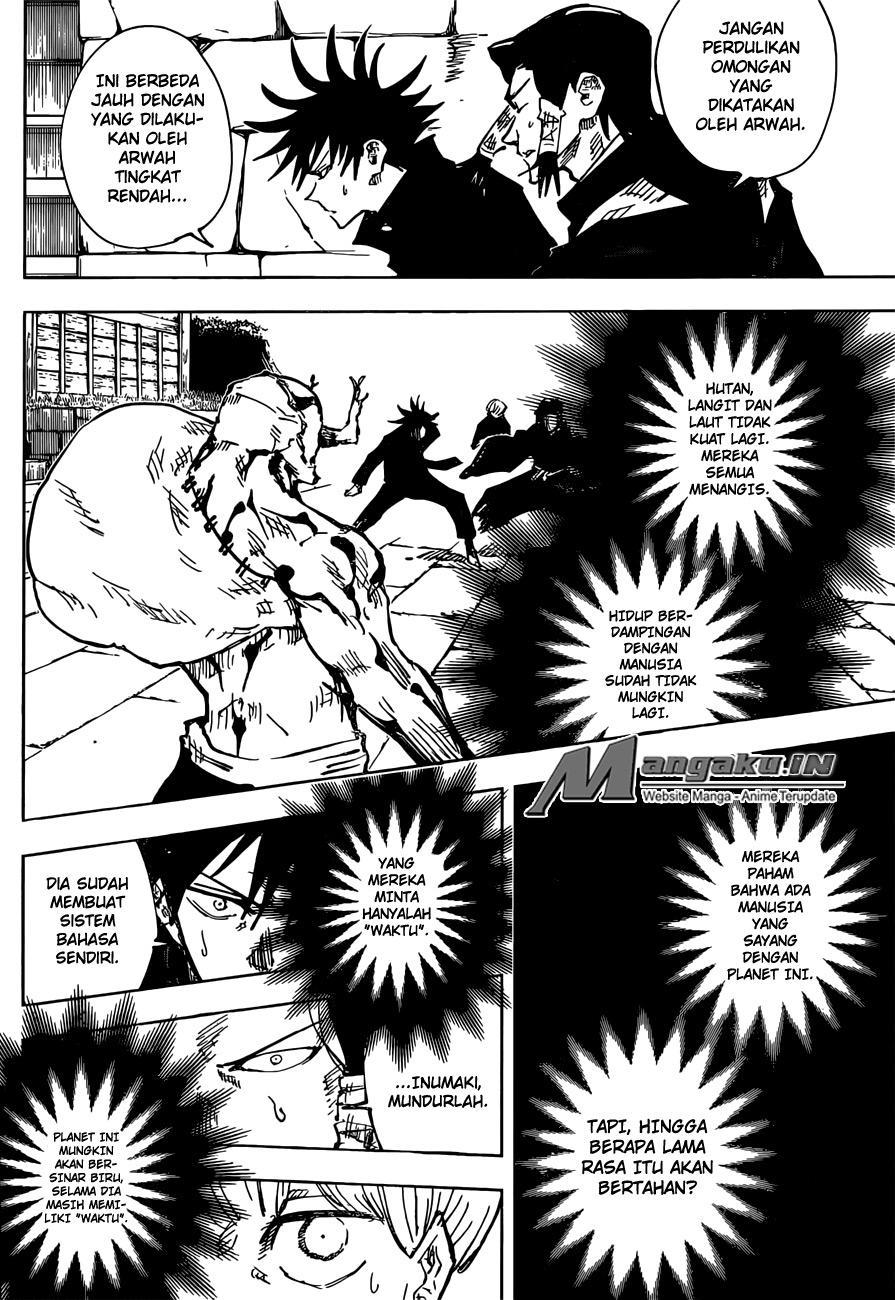 JANGAN
PERDULIKAN
OMONGAN
YANG
DIKATAKAN
OLEH ARWAH.
INI BERBEDA
JAUH DENGAN
YANG DILAKU-
KAN OLEH
ARWAH
TINGKAT
RENDAH...
HUTAN,
LANGIT DAN
LAUT TIDAK
KUAT LAGI.
MEREKA
SEMUA
MENANGIS.
HIDUP BER-
DAMPINGAN
DENGAN
MANUSIA
SUDAH TIDAK
MUNGKIN
LAGI.
Mangaku.IN
Website Manga - Anime Terupdate
MEREKA
PAHAM
BAHWA ADA
MANUSIA
YANG
SAYANG
DENGAN
PLANET INI.
TAPI, HINGGA
BERAPA LAMA
RASA ITU AKAN
BERTAHAN?
YANG
MEREKA
MINTA
HANYALAH
"WAKTU".
DIA SUDAH
MEMBUAT
SISTEM
BAHASA
SENDIRI.
...INUMAKI,
MUNDURLAH.
PLANET INI
MUNGKIN
AKAN BER-
SINAR BIRU,
SELAMA DIA
MASIH MEMI-
LIKI "WAKTU".